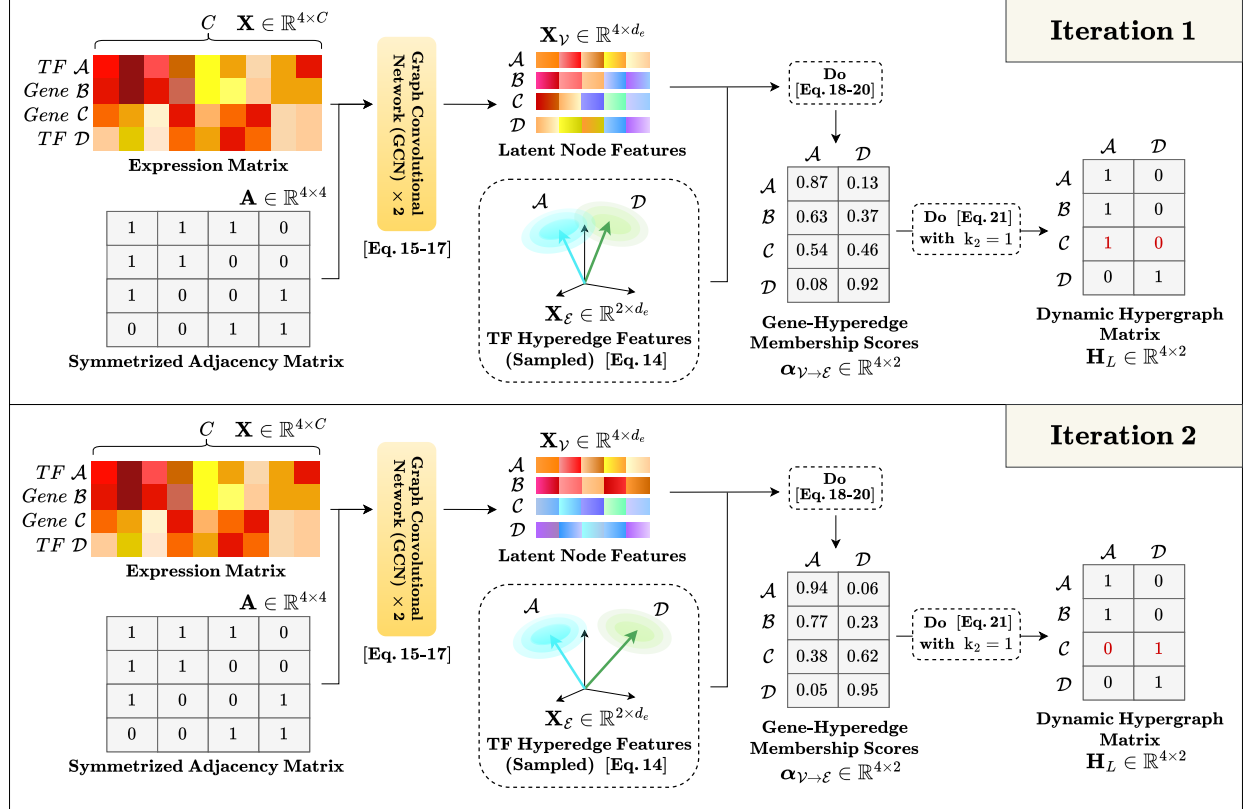 Iteration 1
C X ∈ ℝ^{4×C}
TF 𝒜
Gene ℬ
Gene 𝒞
TF 𝒟
Expression Matrix
A ∈ ℝ^{4×4}
1 1 1 0
1 1 0 0
1 0 0 1
0 0 1 1
Symmetrized Adjacency Matrix
Graph Convolutional
Network (GCN) × 2
[Eq. 15-17]
X_𝒱 ∈ ℝ^{4×d_e}
𝒜
ℬ
𝒞
𝒟
Latent Node Features
𝒜 𝒟
X_ℰ ∈ ℝ^{2×d_e}
TF Hyperedge Features
(Sampled) [Eq. 14]
Do
[Eq. 18-20]
𝒜 𝒟
𝒜 0.87 0.13
ℬ 0.63 0.37
𝒞 0.54 0.46
𝒟 0.08 0.92
Gene-Hyperedge
Membership Scores
α_{𝒱→ℰ} ∈ ℝ^{4×2}
Do [Eq. 21]
with k₂ = 1
𝒜 𝒟
𝒜 1 0
ℬ 1 0
𝒞 1 0
𝒟 0 1
Dynamic Hypergraph
Matrix
H_L ∈ ℝ^{4×2}
Iteration 2
C X ∈ ℝ^{4×C}
TF 𝒜
Gene ℬ
Gene 𝒞
TF 𝒟
Expression Matrix
A ∈ ℝ^{4×4}
1 1 1 0
1 1 0 0
1 0 0 1
0 0 1 1
Symmetrized Adjacency Matrix
Graph Convolutional
Network (GCN) × 2
[Eq. 15-17]
X_𝒱 ∈ ℝ^{4×d_e}
𝒜
ℬ
𝒞
𝒟
Latent Node Features
𝒜 𝒟
X_ℰ ∈ ℝ^{2×d_e}
TF Hyperedge Features
(Sampled) [Eq. 14]
Do
[Eq. 18-20]
𝒜 𝒟
𝒜 0.94 0.06
ℬ 0.77 0.23
𝒞 0.38 0.62
𝒟 0.05 0.95
Gene-Hyperedge
Membership Scores
α_{𝒱→ℰ} ∈ ℝ^{4×2}
Do [Eq. 21]
with k₂ = 1
𝒜 𝒟
𝒜 1 0
ℬ 1 0
𝒞 0 1
𝒟 0 1
Dynamic Hypergraph
Matrix
H_L ∈ ℝ^{4×2}